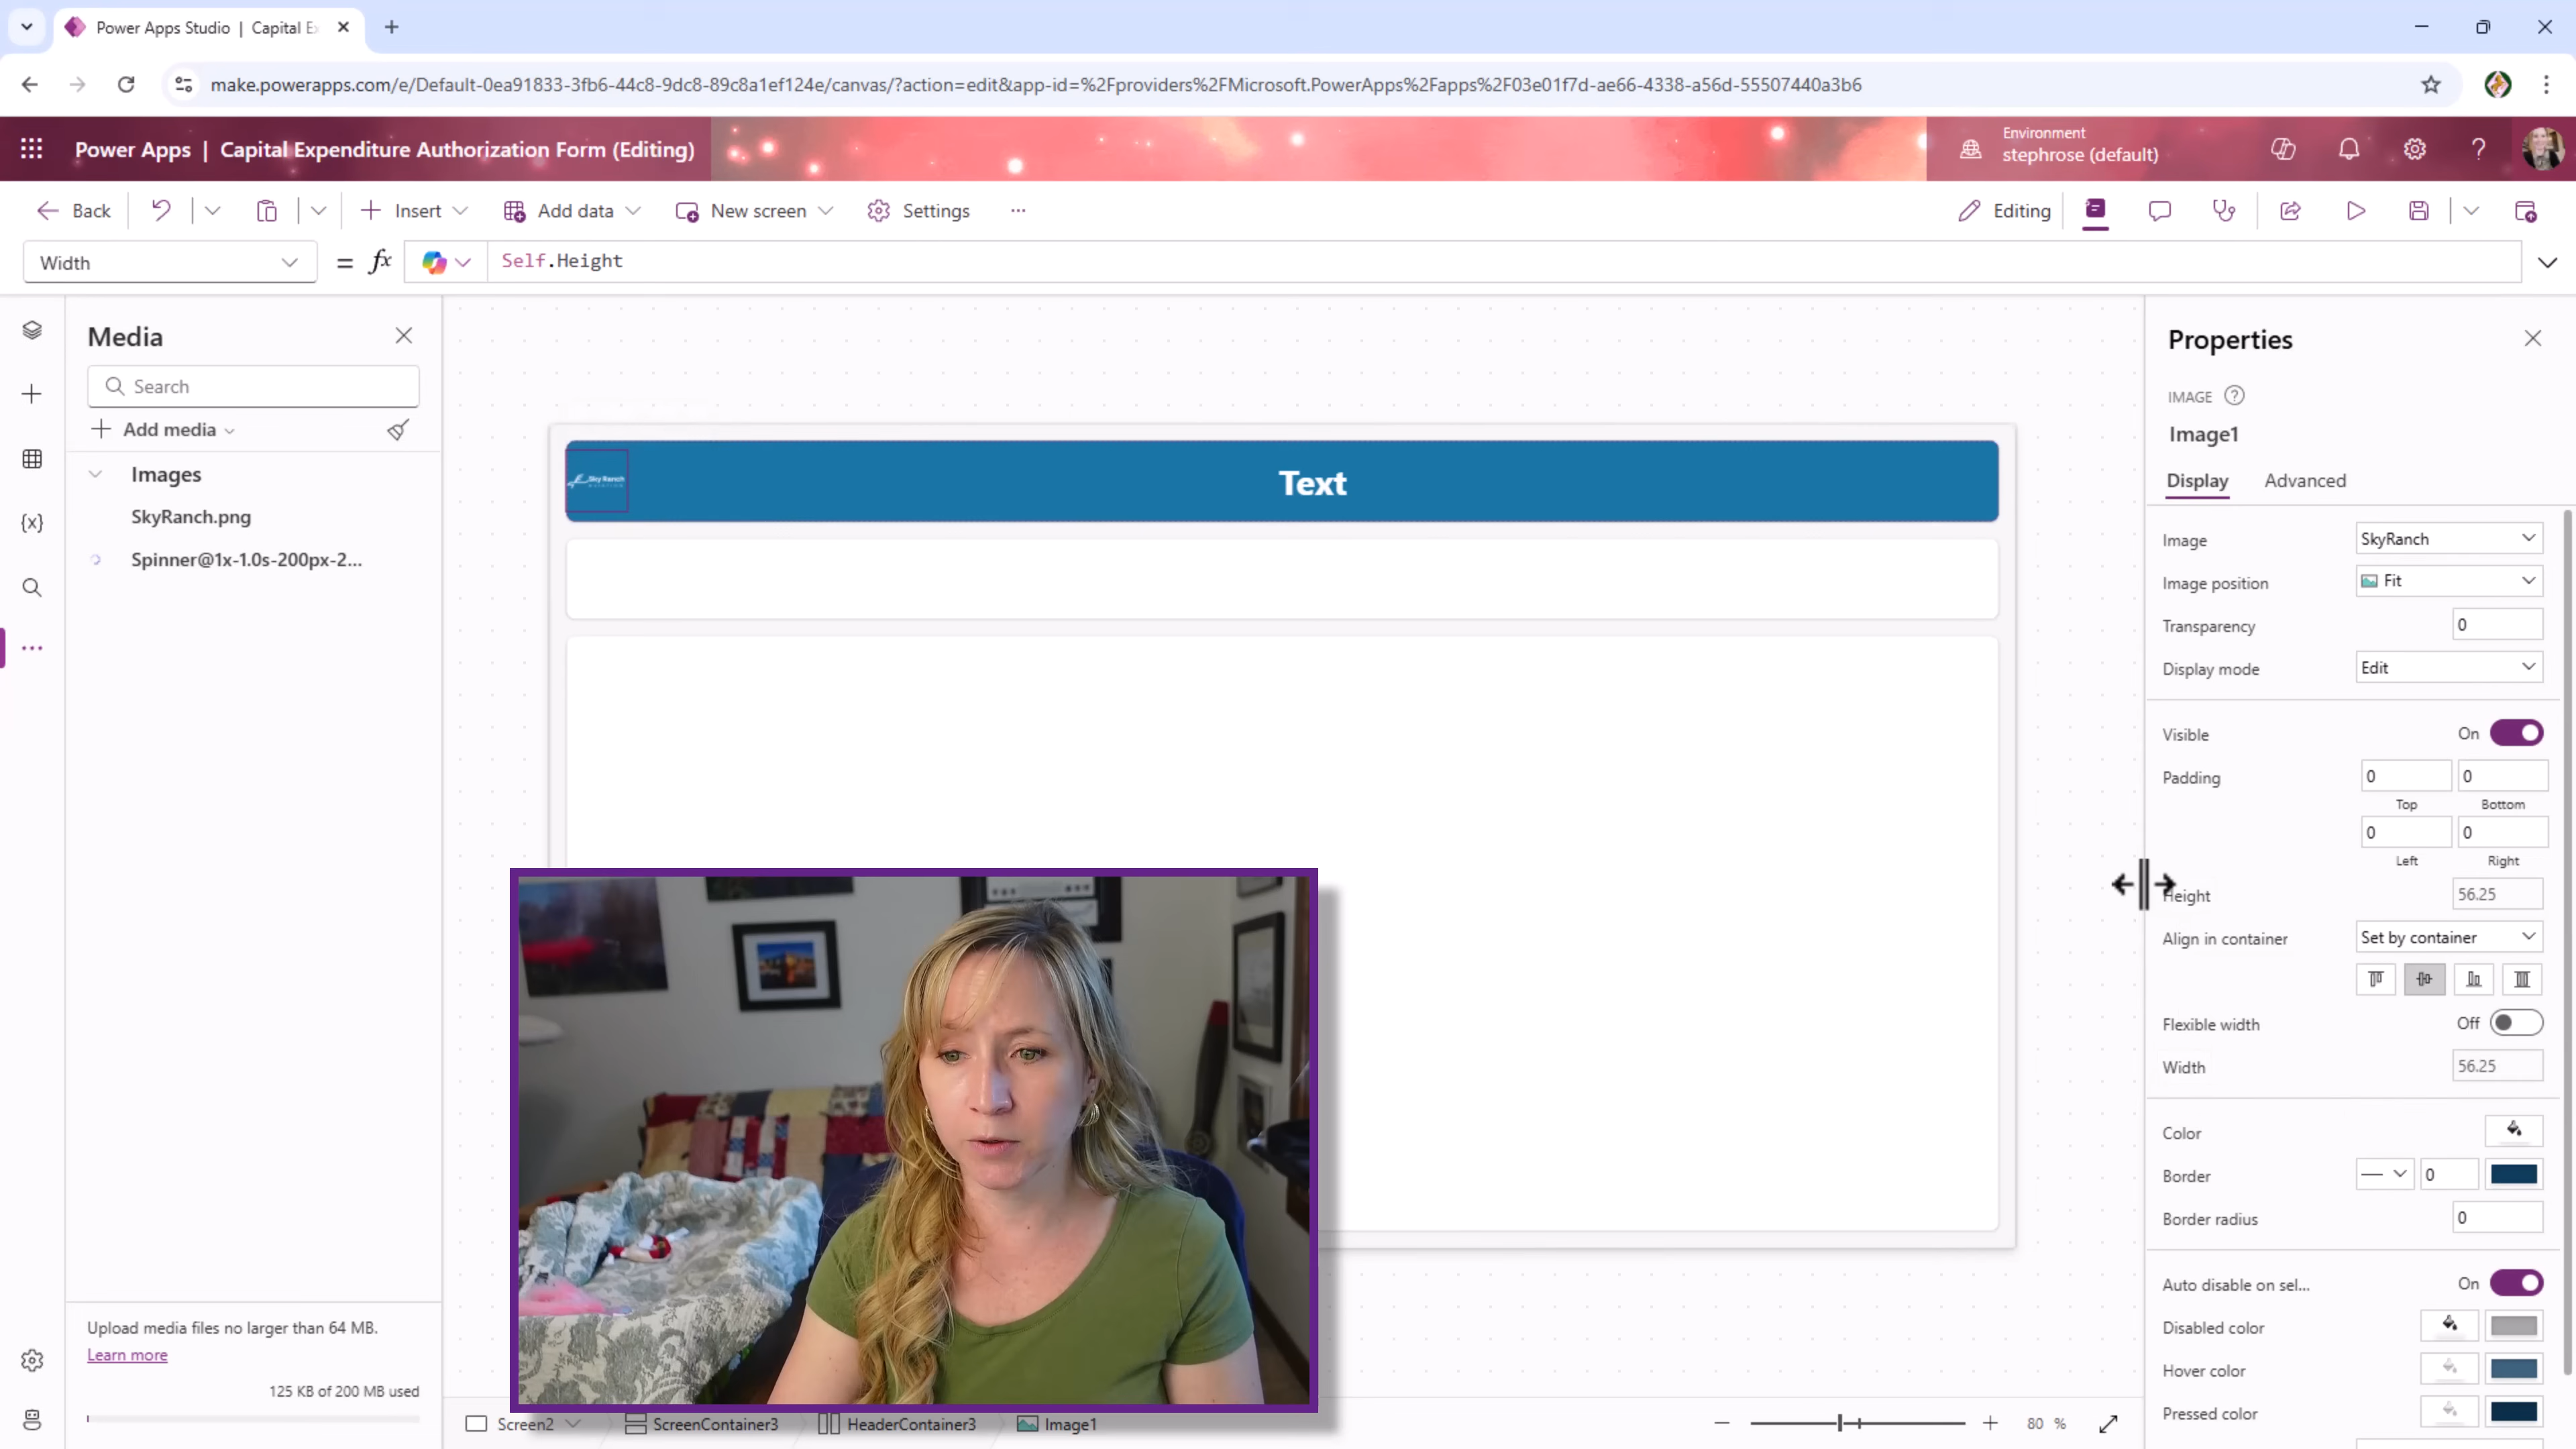 Power Apps Studio | Capital E
make.powerapps.com/e/Default-0ea91833-3fb6-44c8-9dc8-89c8a1ef124e/canvas/?action=edit&app-id=%2Fproviders%2FMicrosoft.PowerApps%2Fapps%2F03e01f7d-ae66-4338-a56d-55507440a3b6
Power Apps | Capital Expenditure Authorization Form (Editing)
Environment
stephrose (default)
Back
Insert
Add data
New screen
Settings
Editing
Width
= fx
Self.Height
Media
Search
Add media
Images
SkyRanch.png
Spinner@1x-1.0s-200px-2...
Upload media files no larger than 64 MB.
Learn more
125 KB of 200 MB used
Sky Ranch
Text
Screen2
ScreenContainer3
HeaderContainer3
Image1
80 %
Properties
IMAGE
Image1
Display
Advanced
Image
SkyRanch
Image position
Fit
Transparency
0
Display mode
Edit
Visible
On
Padding
0
0
Top
Bottom
0
0
Left
Right
Height
56.25
Align in container
Set by container
Flexible width
Off
Width
56.25
Color
Border
0
Border radius
0
Auto disable on sel...
On
Disabled color
Hover color
Pressed color